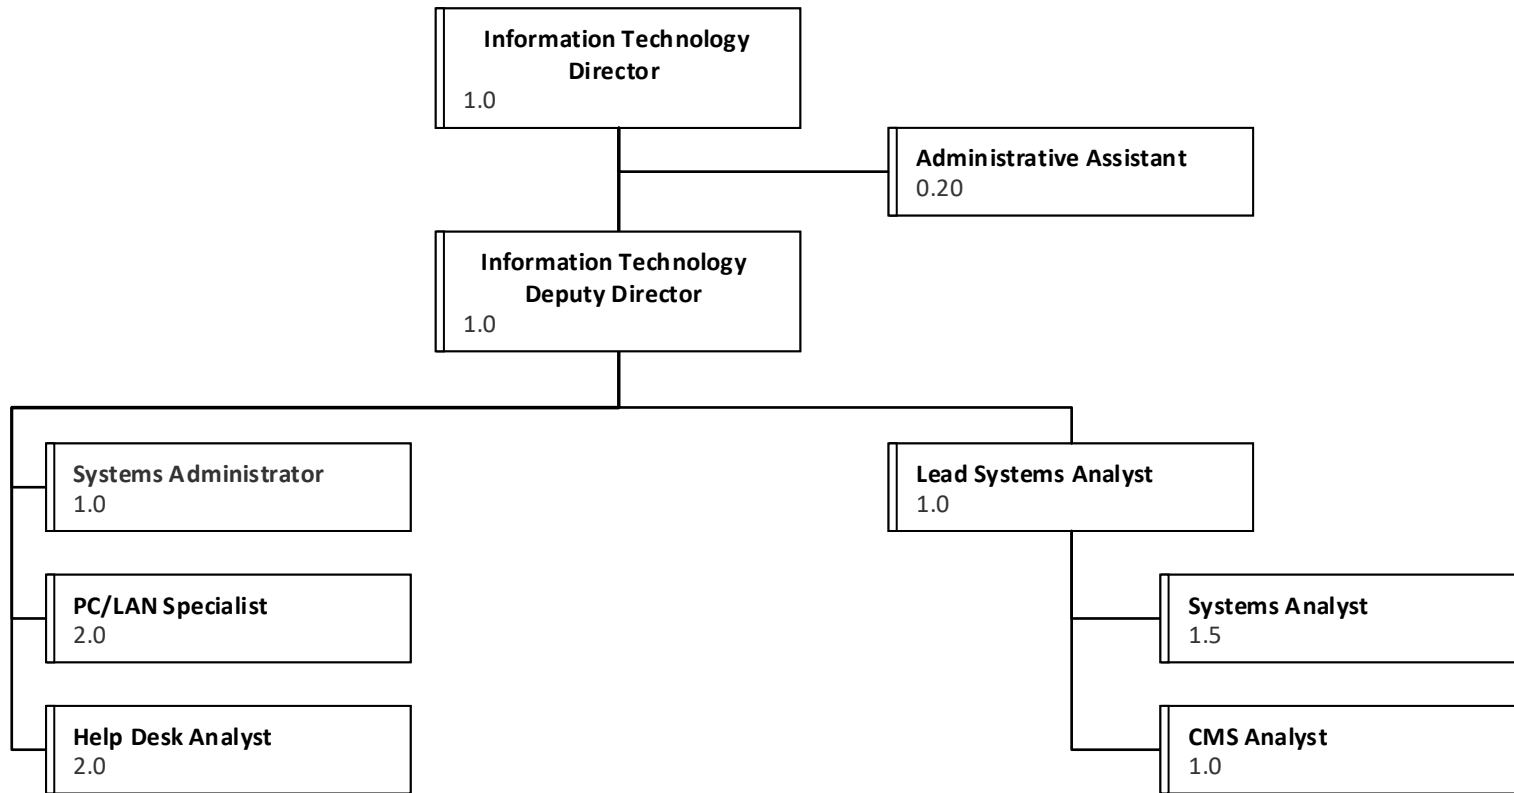 Information Technology
Director
1.0
Administrative Assistant
0.20
Information Technology
Deputy Director
1.0
Systems Administrator
1.0
Lead Systems Analyst
1.0
PC/LAN Specialist
2.0
Systems Analyst
1.5
Help Desk Analyst
2.0
CMS Analyst
1.0